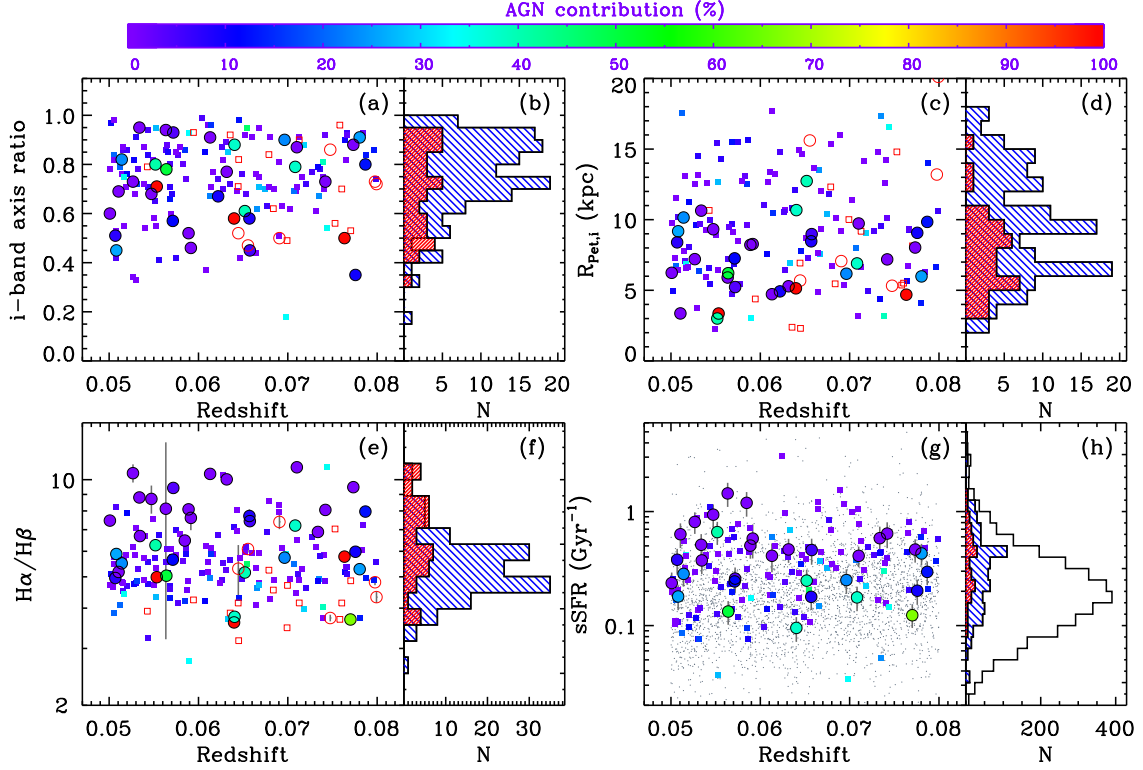 AGN contribution (%)
0 10 20 30 40 50 60 70 80 90 100
(a) (b) (c) (d)
i-band axis ratio
1.0
0.8
0.6
0.4
0.2
0.0
0.05 0.06 0.07 0.08
Redshift
5 10 15 20
N
R_Pet,i (kpc)
20
15
10
5
0
0.05 0.06 0.07 0.08
Redshift
5 10 15 20
N
(e) (f) (g) (h)
Hα/Hβ
10
2
0.05 0.06 0.07 0.08
Redshift
10 20 30
N
sSFR (Gyr⁻¹)
1
0.1
0.05 0.06 0.07 0.08
Redshift
200 400
N